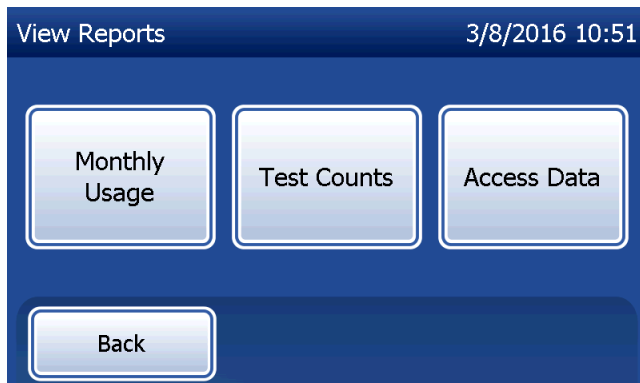 View Reports 3/8/2016 10:51
Monthly
Usage
Test Counts
Access Data
Back